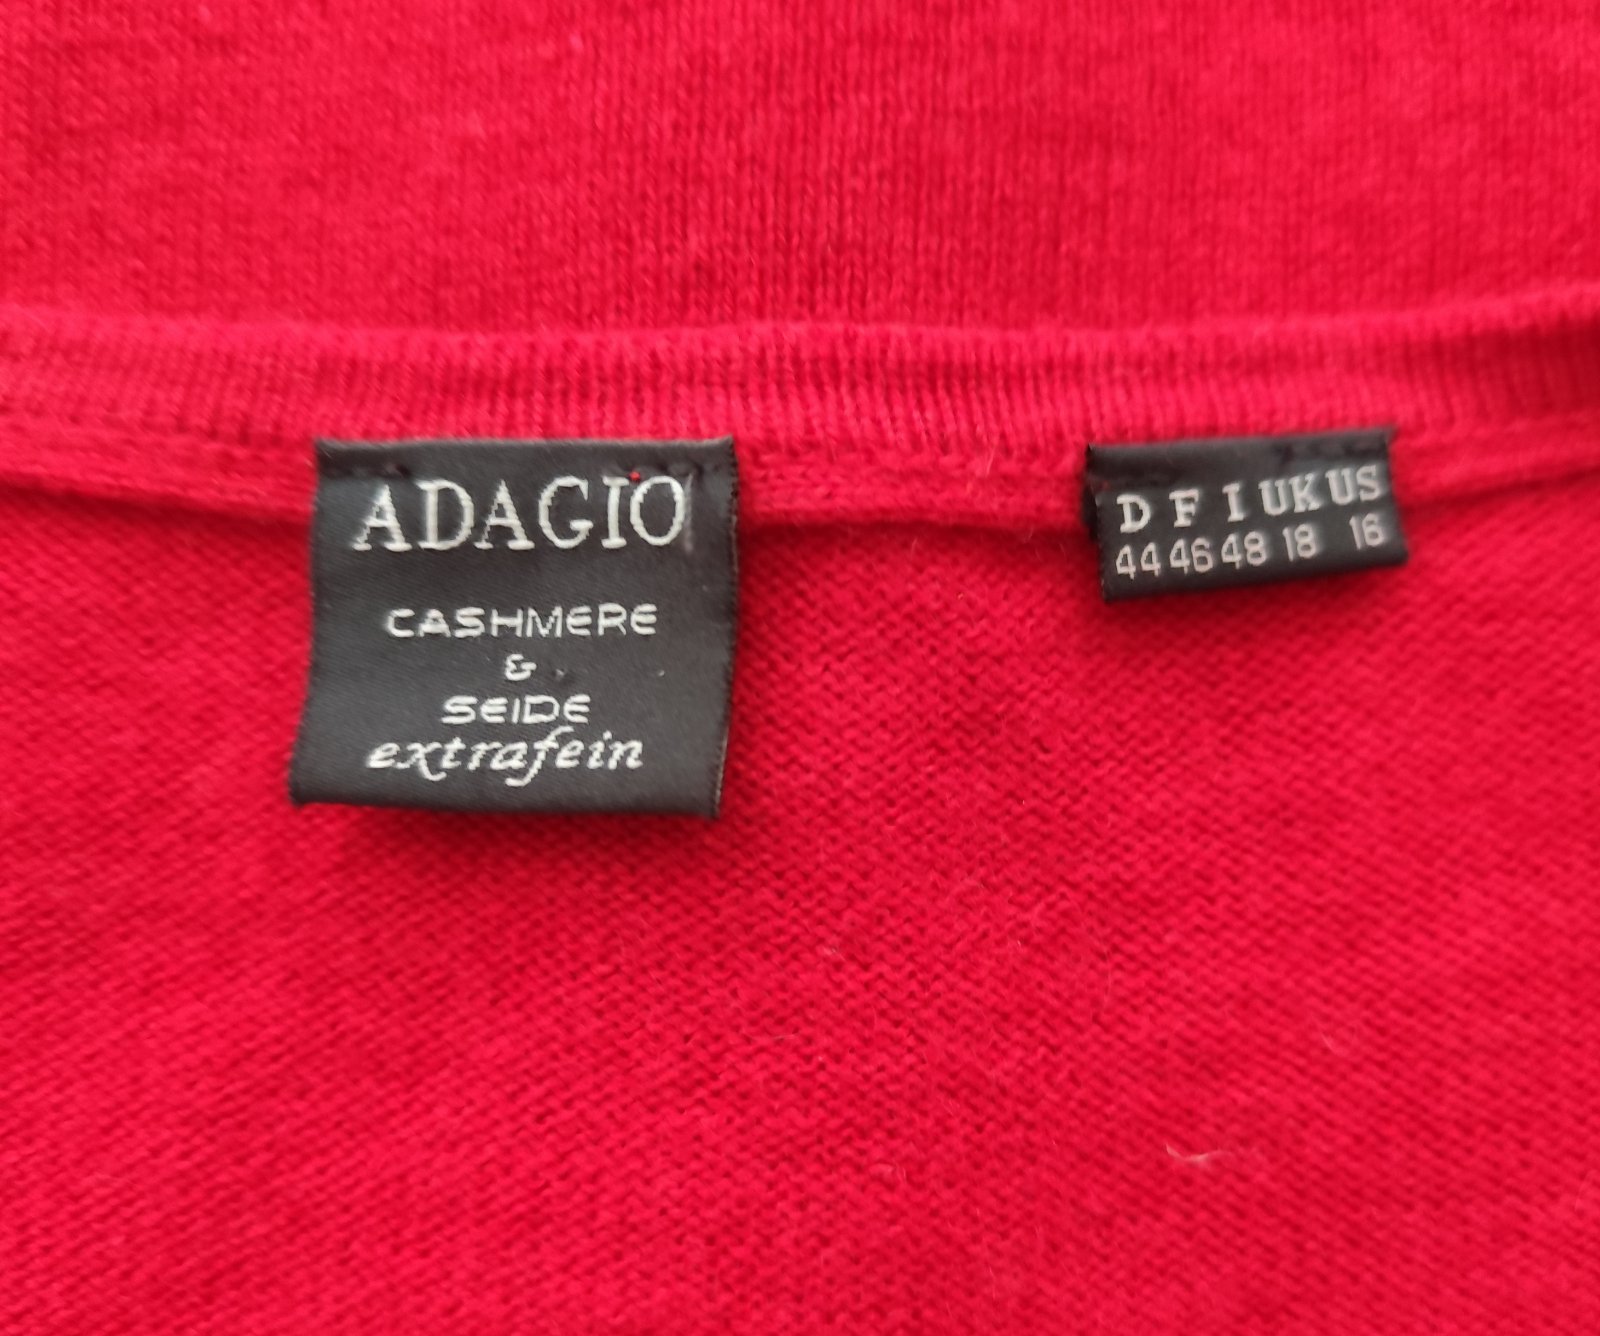 ADAGIO
CASHMERE
&
SEIDE
extrafein
D F I UK US
44 46 48 18 16